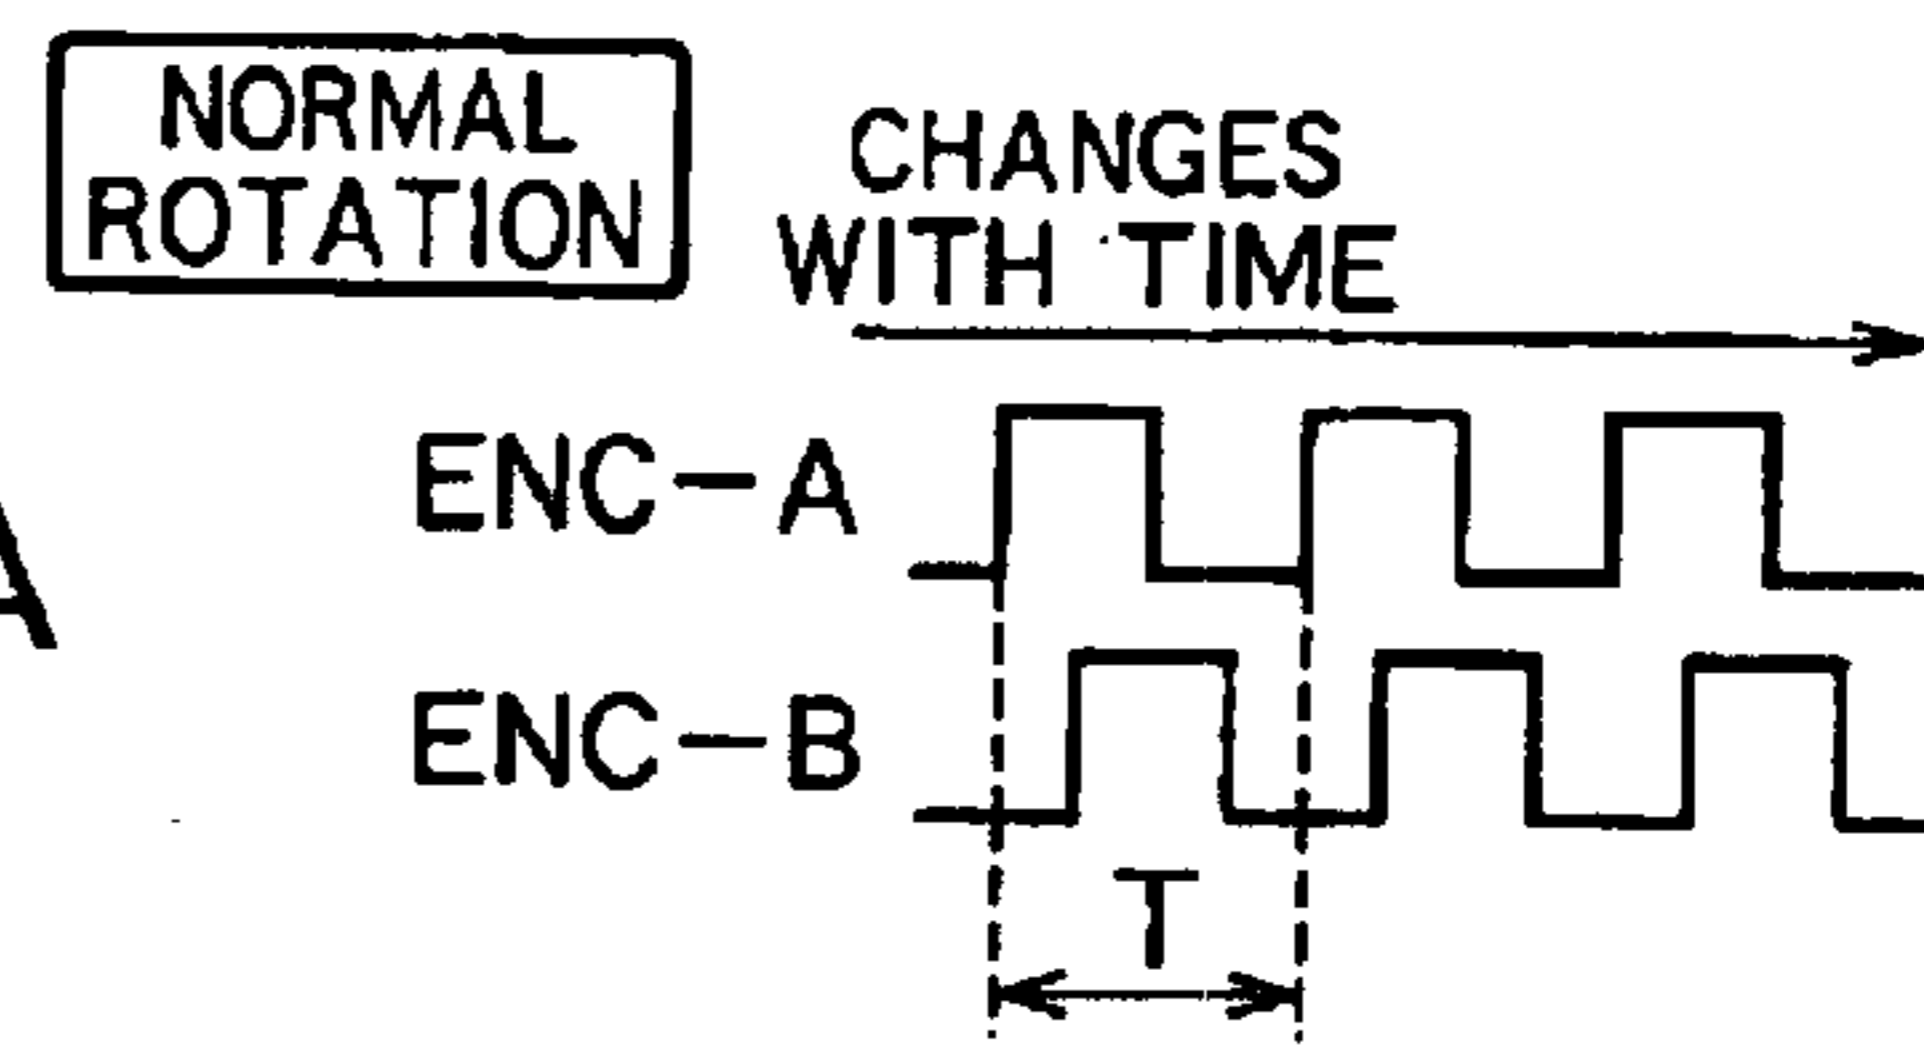 NORMAL
ROTATION
CHANGES
WITH TIME
ENC-A
A
ENC-B
T